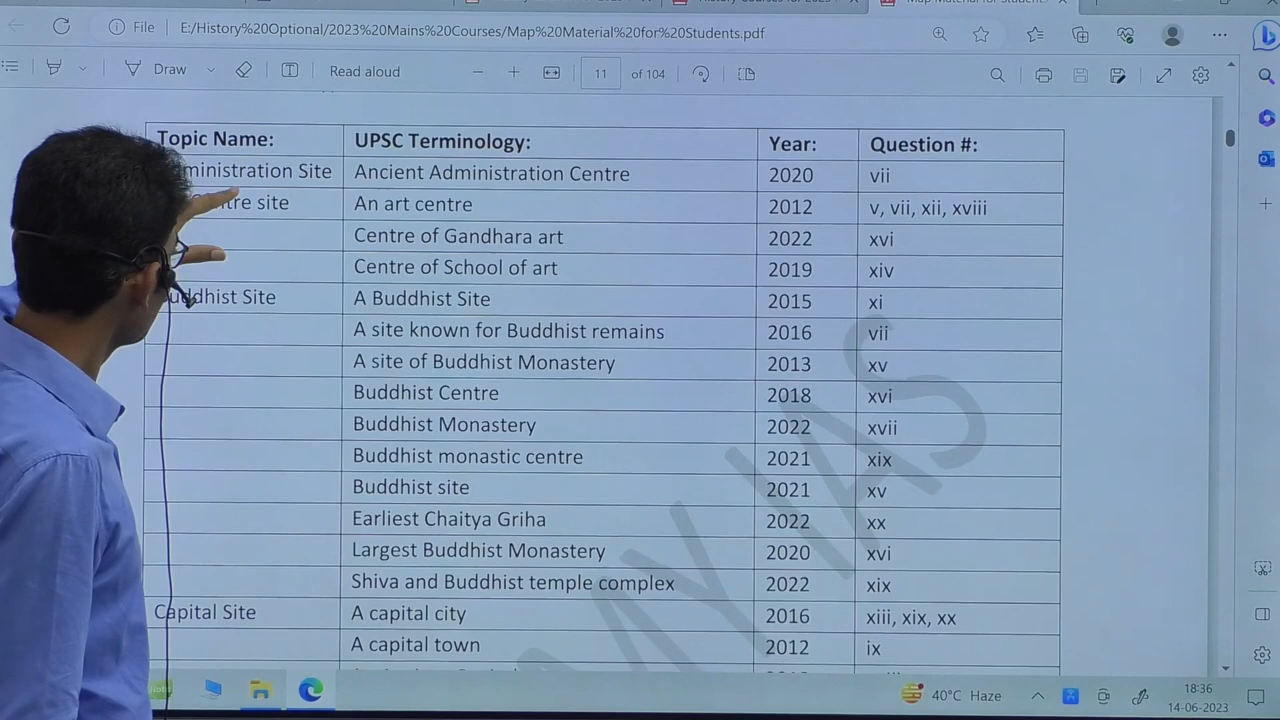 File E:/History%20Optional/2023%20Mains%20Courses/Map%20Material%20for%20Students.pdf
Draw Read aloud 11 of 104
Topic Name: UPSC Terminology: Year: Question #:
ministration Site Ancient Administration Centre 2020 vii
tre site An art centre 2012 v, vii, xii, xviii
Centre of Gandhara art 2022 xvi
Centre of School of art 2019 xiv
uddhist Site A Buddhist Site 2015 xi
A site known for Buddhist remains 2016 vii
A site of Buddhist Monastery 2013 xv
Buddhist Centre 2018 xvi
Buddhist Monastery 2022 xvii
Buddhist monastic centre 2021 xix
Buddhist site 2021 xv
Earliest Chaitya Griha 2022 xx
Largest Buddhist Monastery 2020 xvi
Shiva and Buddhist temple complex 2022 xix
Capital Site A capital city 2016 xiii, xix, xx
A capital town 2012 ix
MY IAS
40°C Haze 18:36
14-06-2023